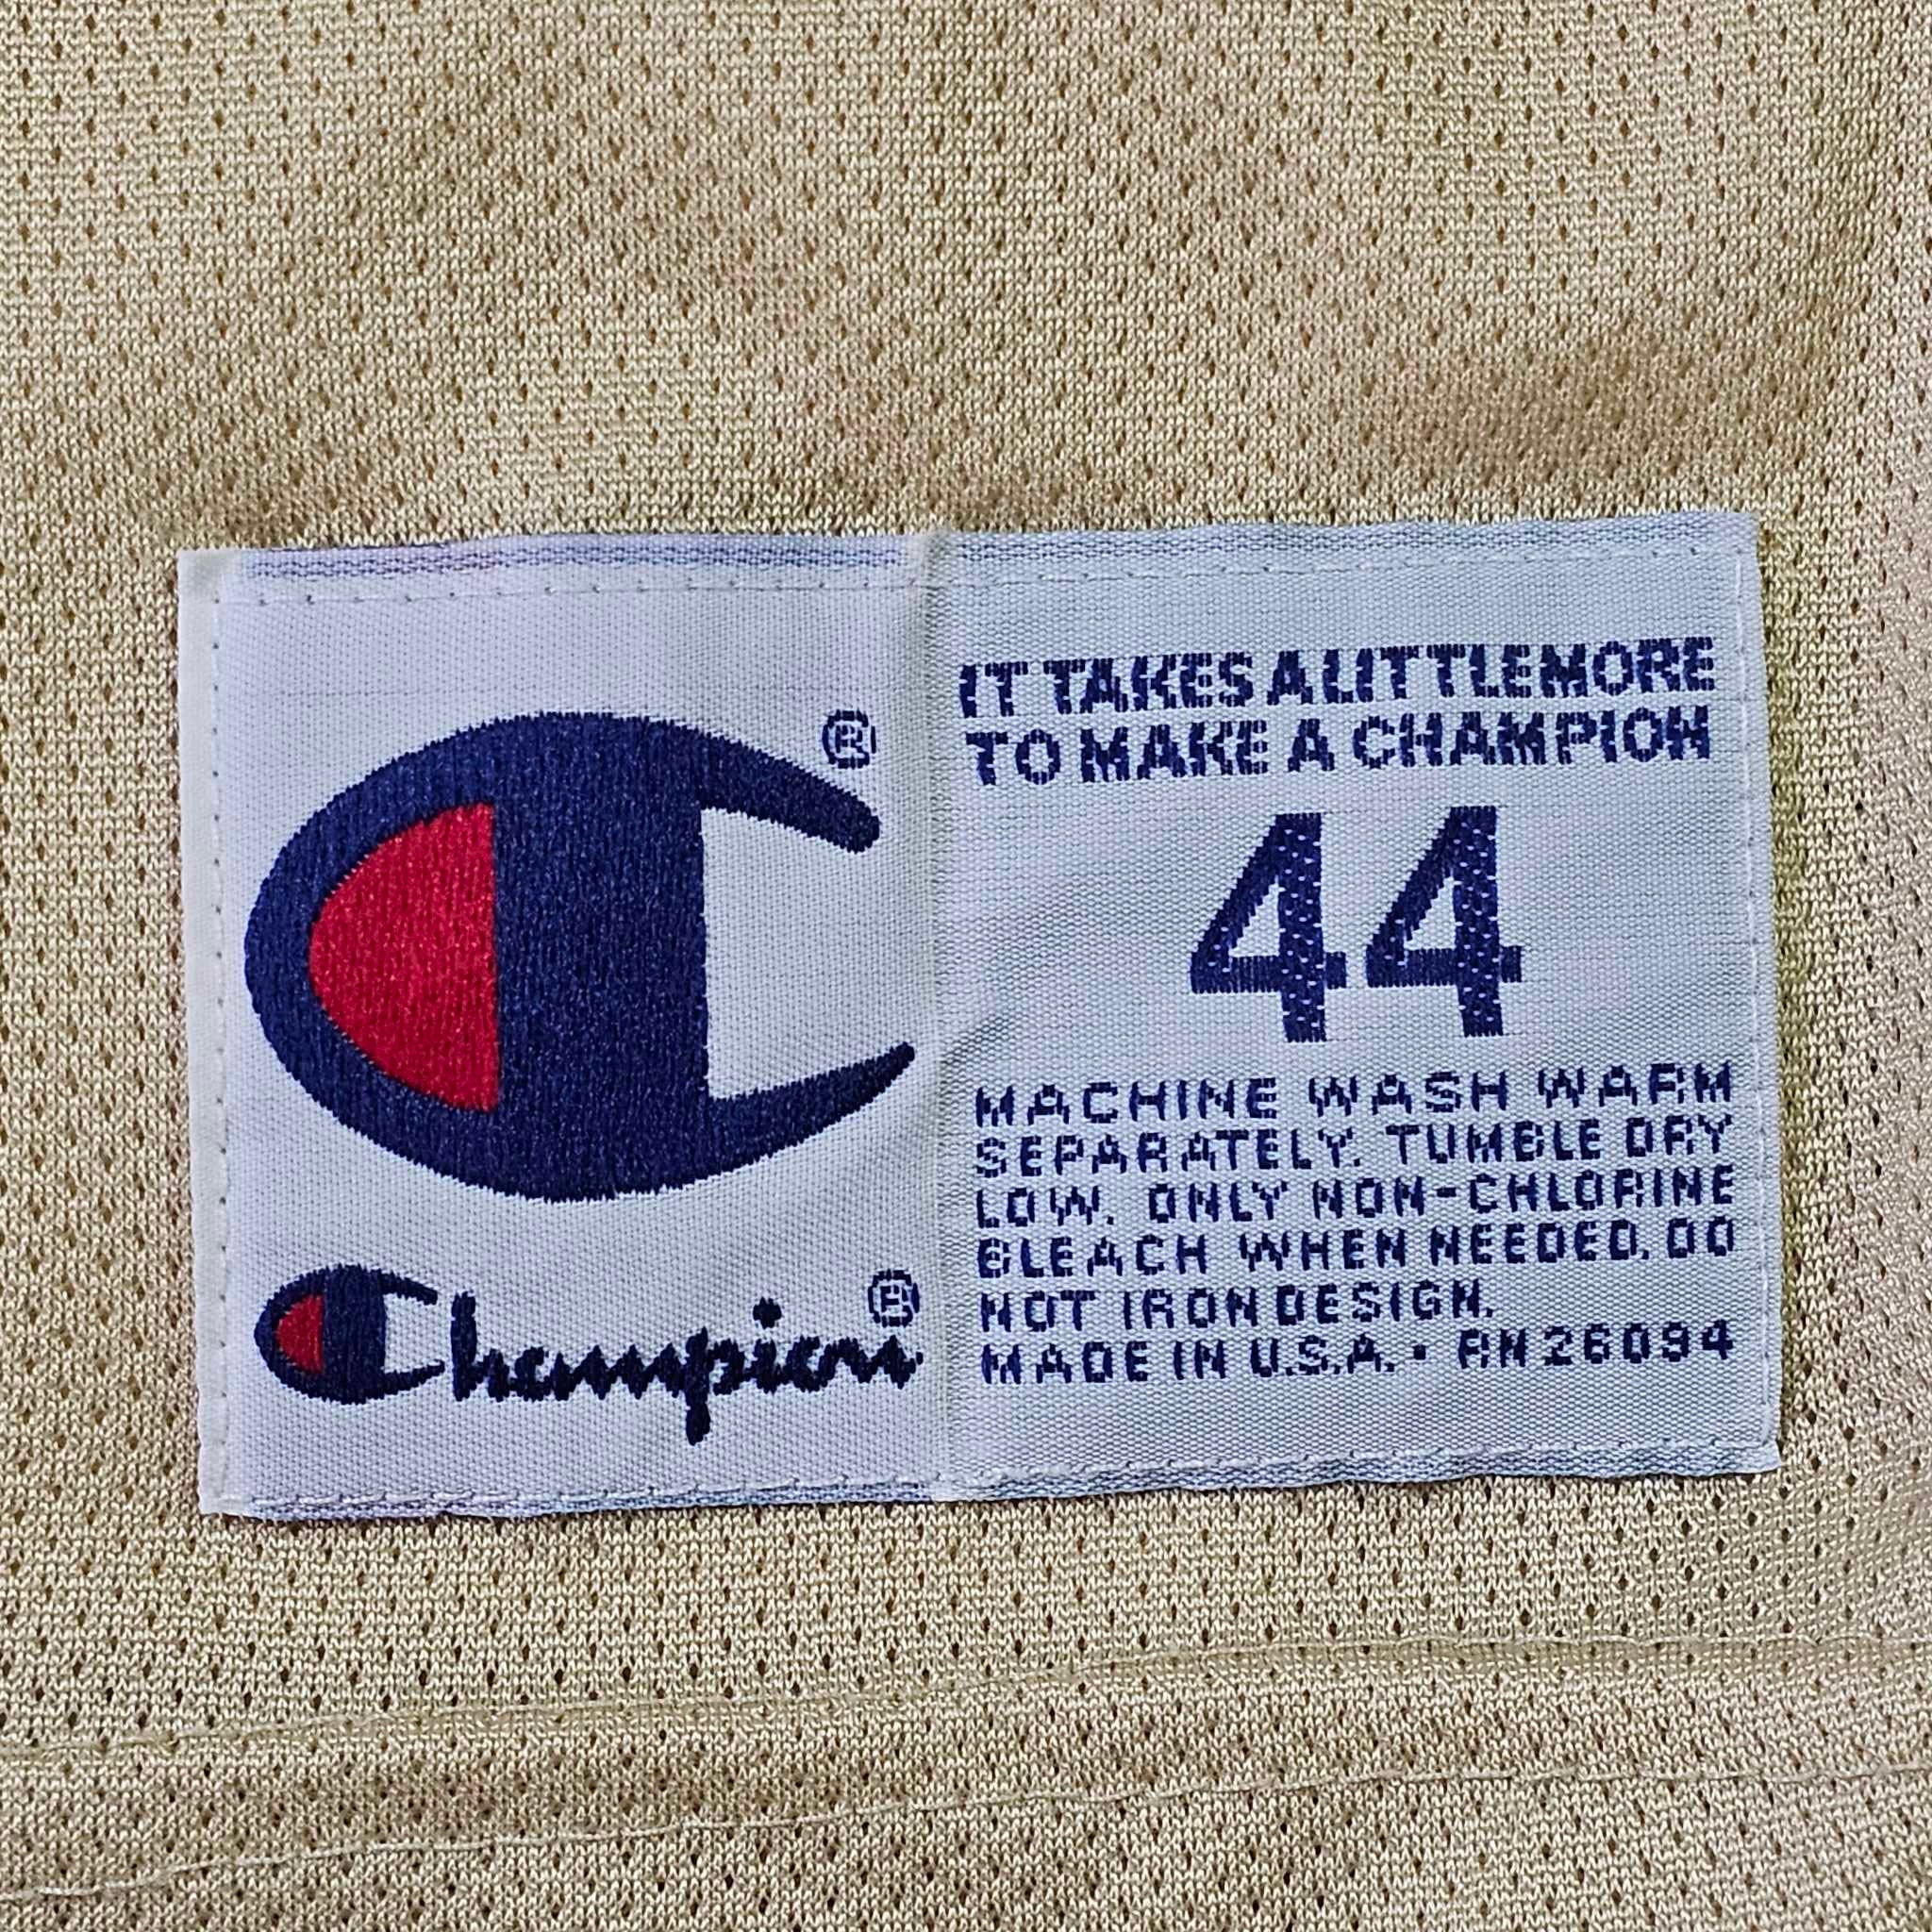 ®
Champion®
IT TAKES A LITTLE MORE
TO MAKE A CHAMPION
44
MACHINE WASH WARM
SEPARATELY. TUMBLE DRY
LOW. ONLY NON-CHLORINE
BLEACH WHEN NEEDED. DO
NOT IRON DESIGN.
MADE IN U.S.A. • RN 26094